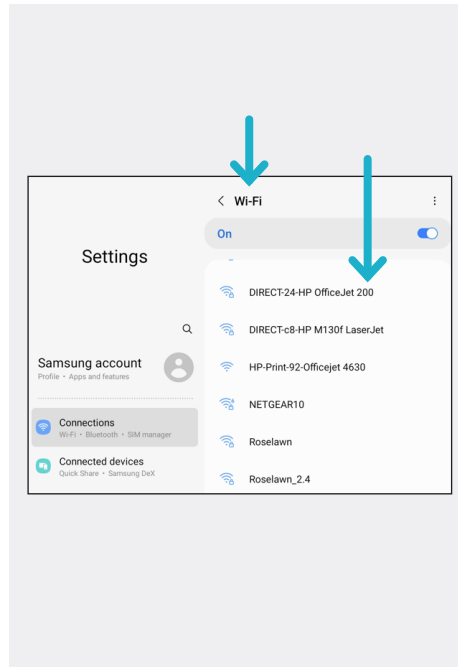 Wi-Fi
On
Settings
DIRECT-24-HP OfficeJet 200
DIRECT-c8-HP M130f LaserJet
Samsung account
Profile • Apps and features
HP-Print-92-Officejet 4630
NETGEAR10
Connections
Wi-Fi • Bluetooth • SIM manager
Roselawn
Connected devices
Quick Share • Samsung DeX
Roselawn_2.4